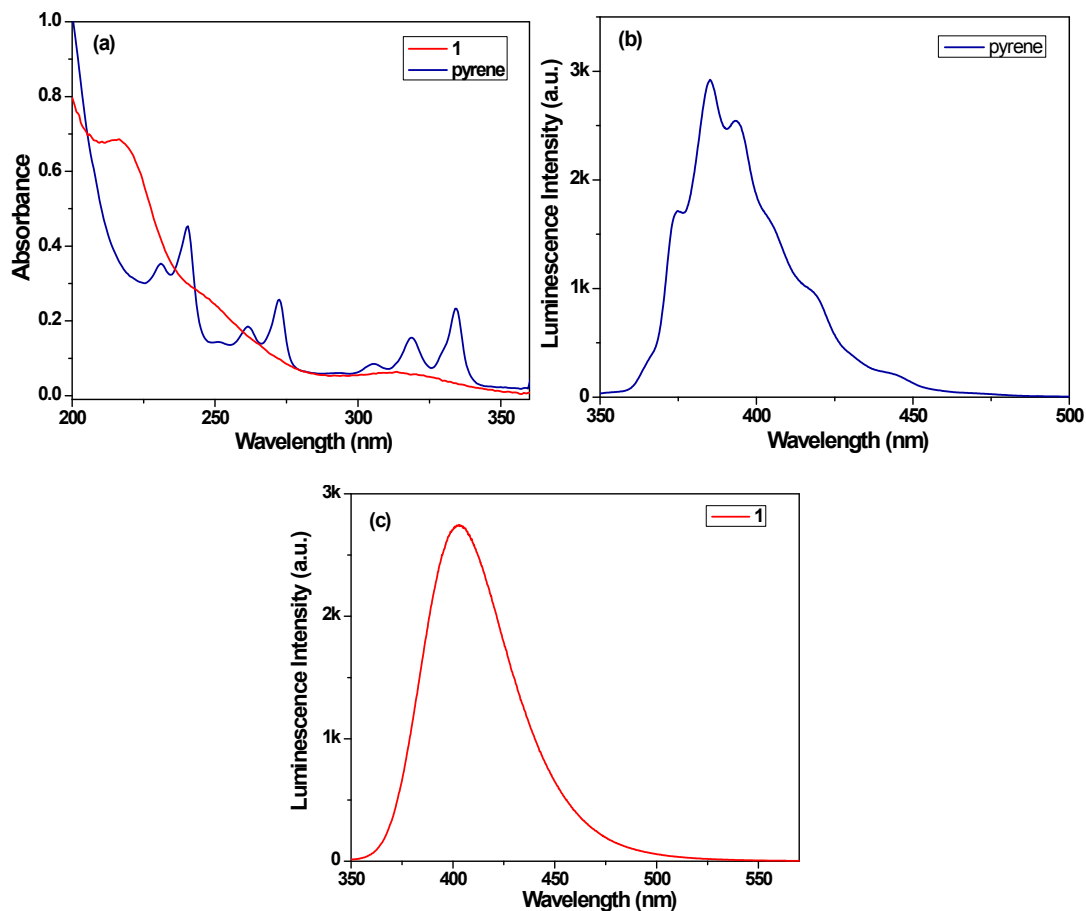 (a)
1
pyrene
Absorbance
1.0
0.8
0.6
0.4
0.2
0.0
200
250
300
350
Wavelength (nm)
(b)
pyrene
Luminescence Intensity (a.u.)
3k
2k
1k
0
350
400
450
500
Wavelength (nm)
(c)
1
Luminescence Intensity (a.u.)
3k
2k
1k
0
350
400
450
500
550
Wavelength (nm)